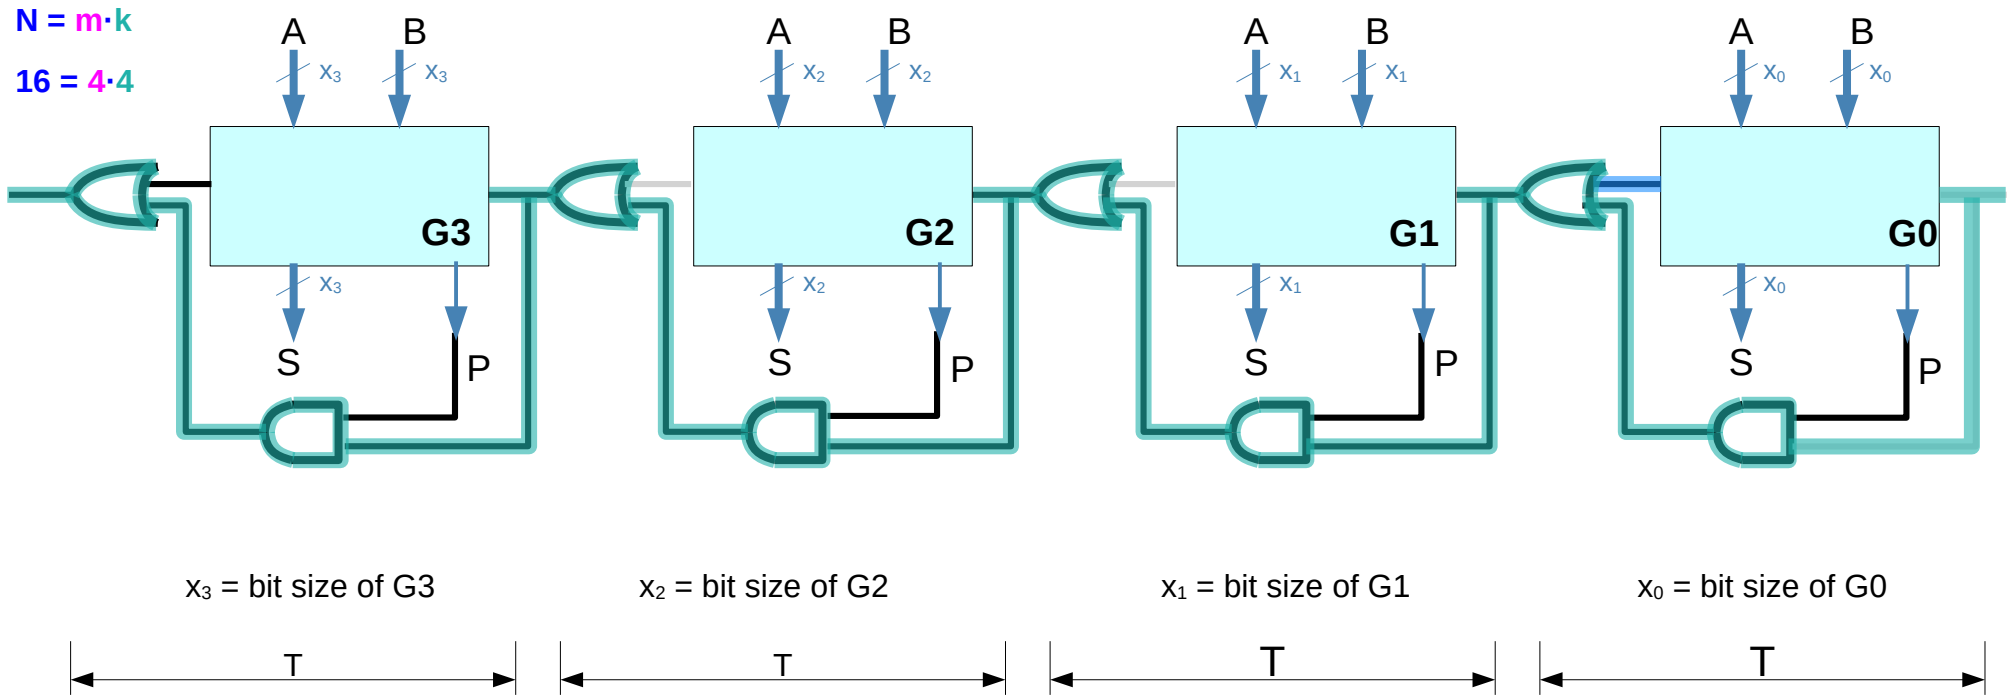 N = m·k
16 = 4·4
A B A B A B A B
x3 x3 x2 x2 x1 x1 x0 x0
G3 G2 G1 G0
x3 x2 x1 x0
S P S P S P S P
x3 = bit size of G3 x2 = bit size of G2 x1 = bit size of G1 x0 = bit size of G0
T T T T